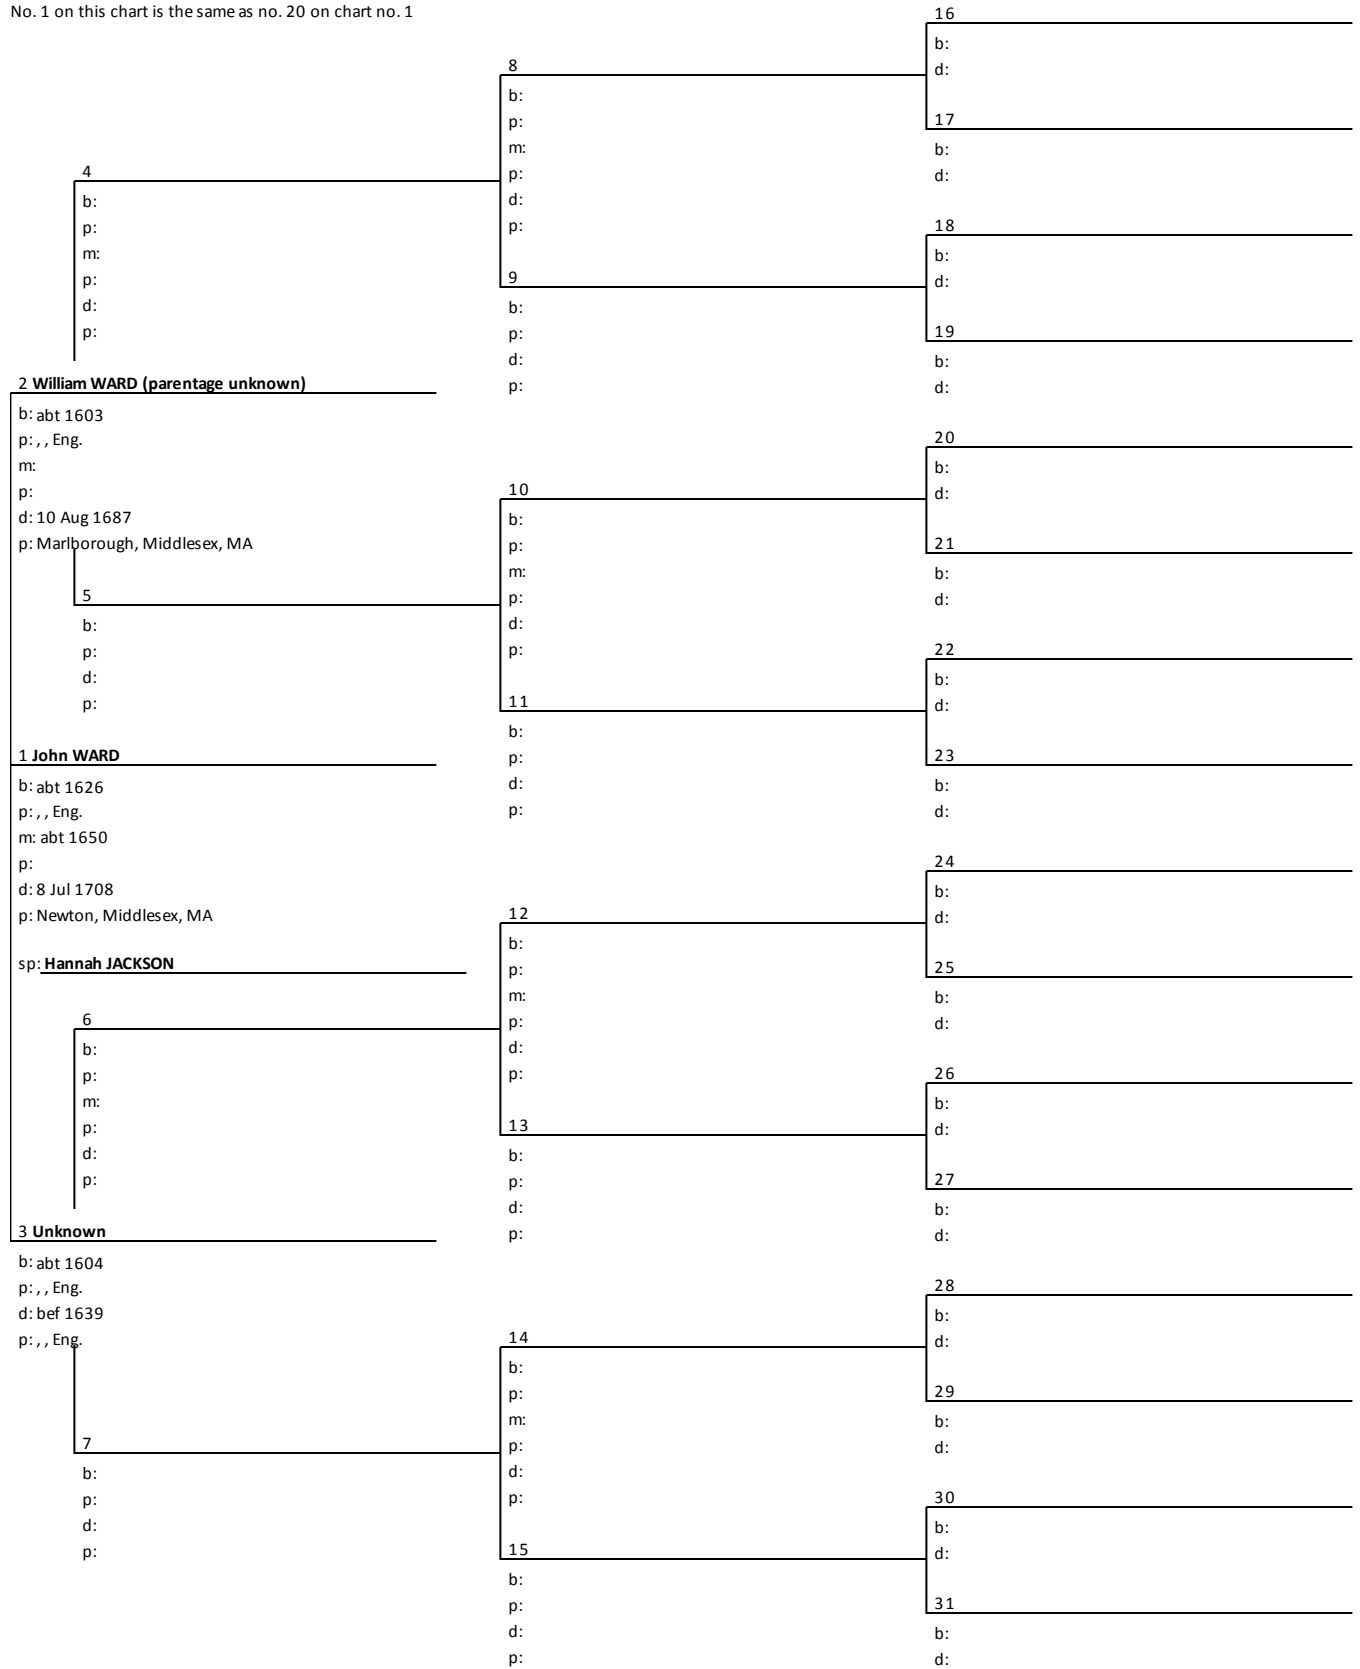 No. 1 on this chart is the same as no. 20 on chart no. 1
16
b:
d:
8
b:
p:
m:
p:
d:
p:
17
b:
d:
4
b:
p:
m:
p:
d:
p:
18
b:
d:
9
b:
p:
d:
p:
19
b:
d:
2 William WARD (parentage unknown)
b: abt 1603
p: , , Eng.
m:
p:
d: 10 Aug 1687
p: Marlborough, Middlesex, MA
20
b:
d:
10
b:
p:
m:
p:
d:
p:
21
b:
d:
5
b:
p:
d:
p:
22
b:
d:
11
b:
p:
d:
p:
23
b:
d:
1 John WARD
b: abt 1626
p: , , Eng.
m: abt 1650
p:
d: 8 Jul 1708
p: Newton, Middlesex, MA
sp: Hannah JACKSON
24
b:
d:
12
b:
p:
m:
p:
d:
p:
25
b:
d:
6
b:
p:
m:
p:
d:
p:
26
b:
d:
13
b:
p:
d:
p:
27
b:
d:
3 Unknown
b: abt 1604
p: , , Eng.
d: bef 1639
p: , , Eng.
28
b:
d:
14
b:
p:
m:
p:
d:
p:
29
b:
d:
7
b:
p:
d:
p:
30
b:
d:
15
b:
p:
d:
p:
31
b:
d: